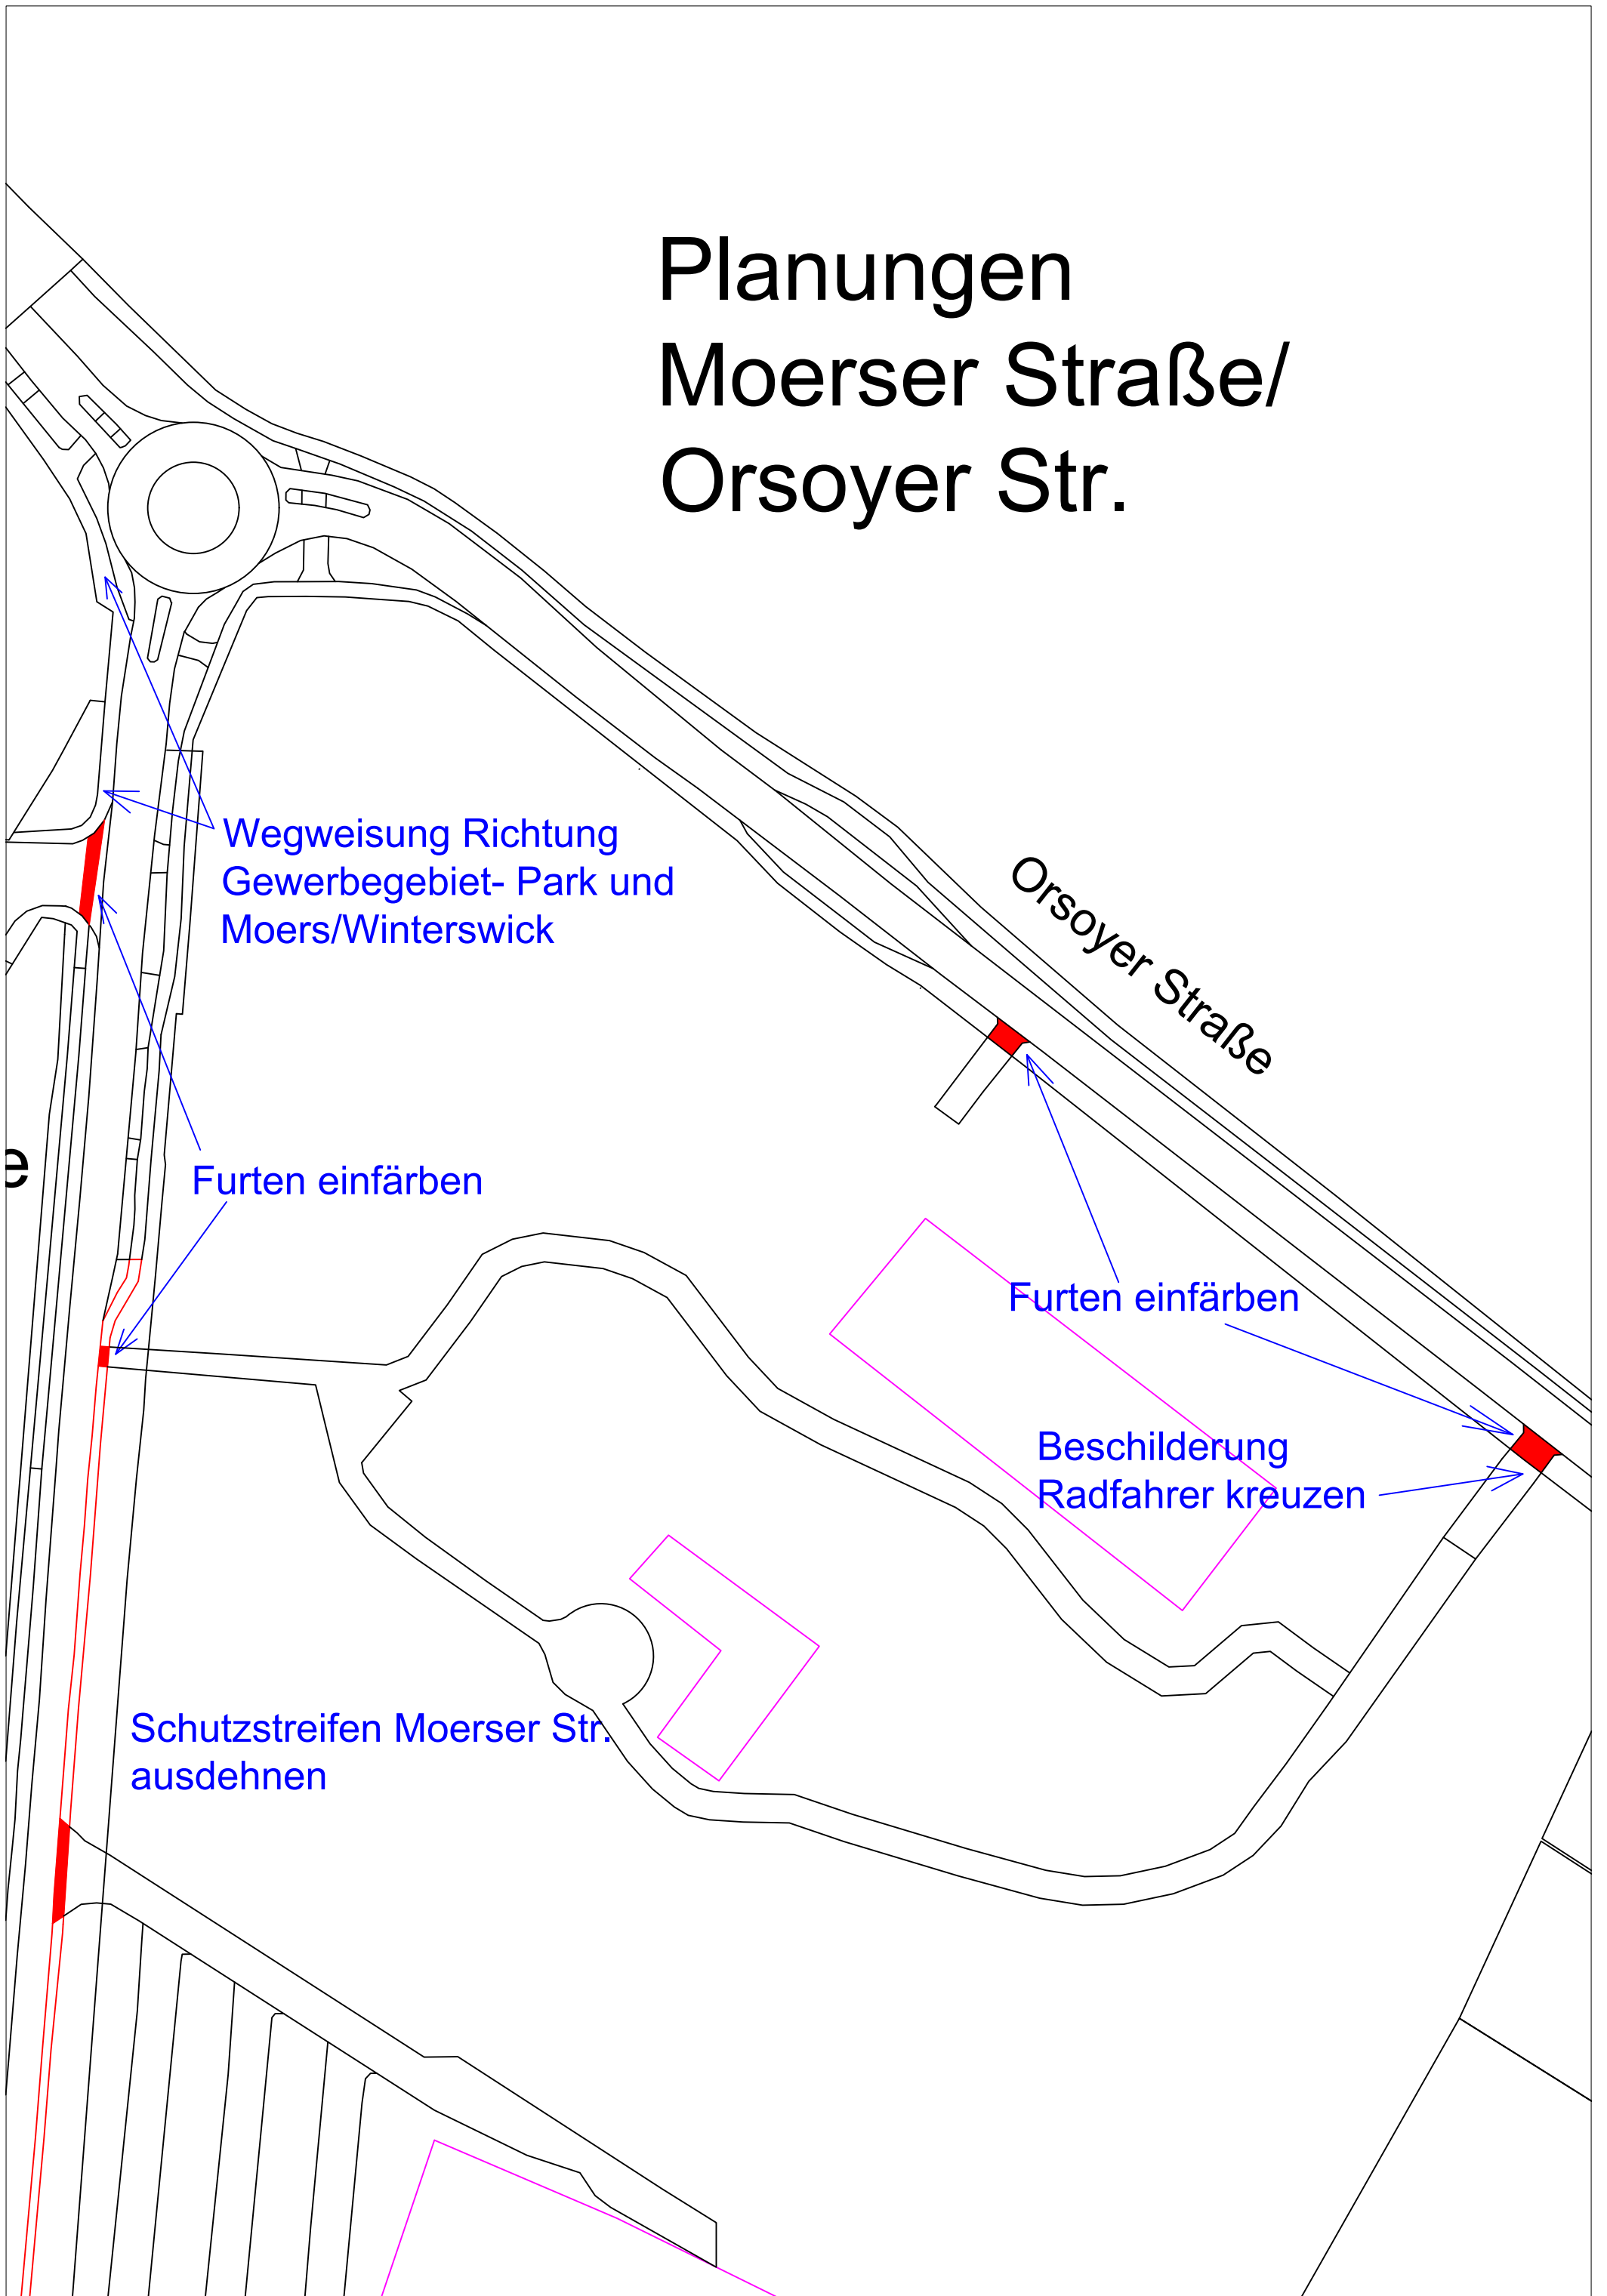 Planungen
Moerser Straße/
Orsoyer Str.
Wegweisung Richtung
Gewerbegebiet- Park und
Moers/Winterswick
Orsoyer Straße
e
Furten einfärben
Furten einfärben
Beschilderung
Radfahrer kreuzen
Schutzstreifen Moerser Str.
ausdehnen